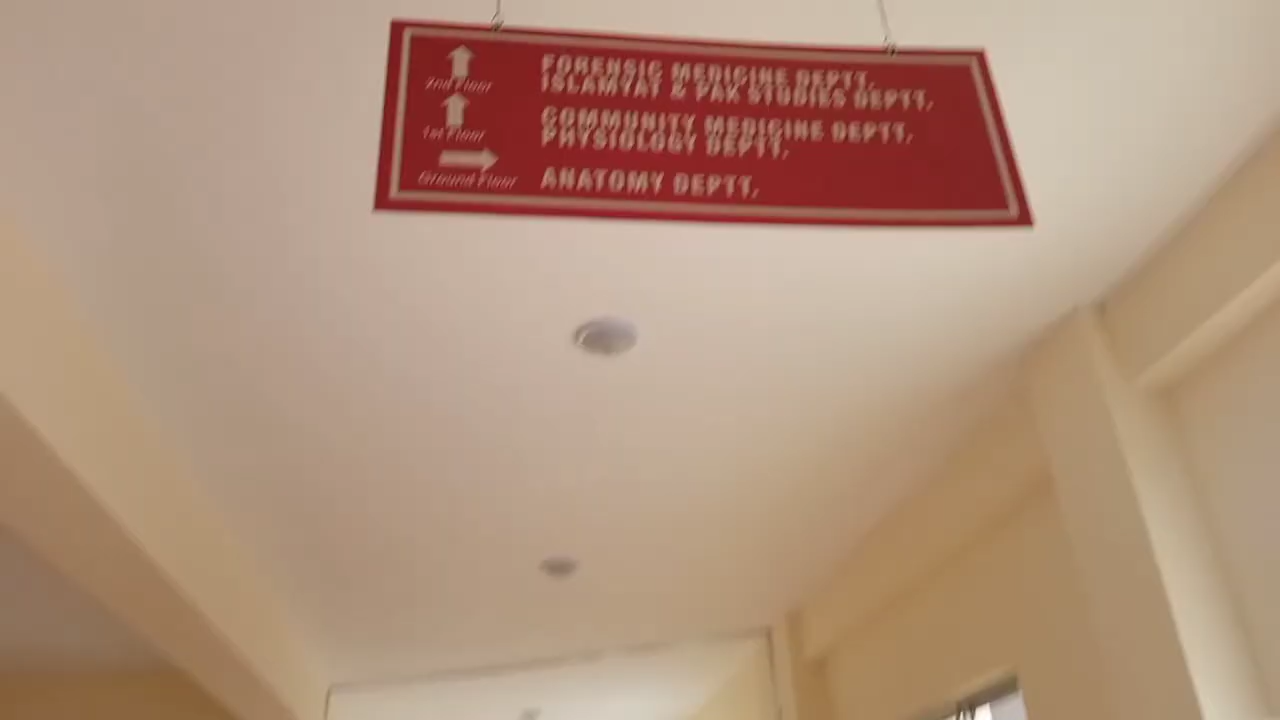 2nd Floor
FORENSIC MEDICINE DEPTT,
ISLAMYAT & PAK STUDIES DEPTT,
1st Floor
COMMUNITY MEDICINE DEPTT,
PHYSIOLOGY DEPTT,
Ground Floor
ANATOMY DEPTT,